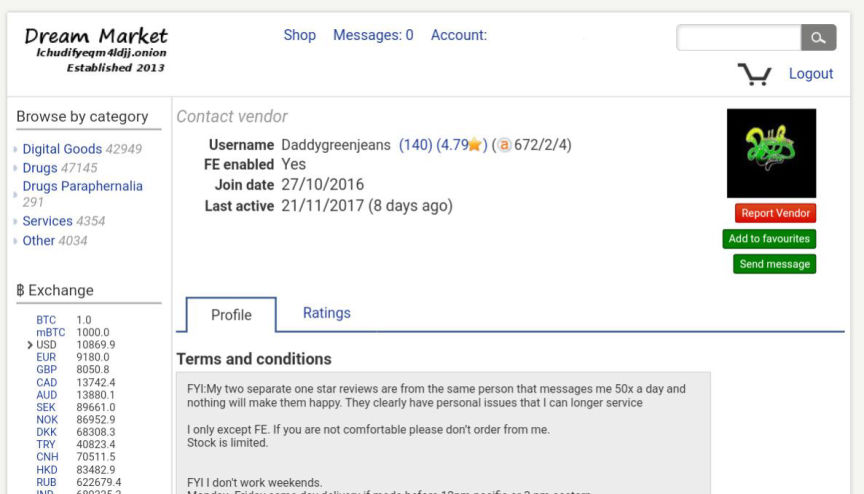 Dream Market
lchudifyeqm4ldjj.onion
Established 2013
Shop Messages: 0 Account:
Logout
Browse by category
Digital Goods 42949
Drugs 47145
Drugs Paraphernalia
291
Services 4354
Other 4034
฿ Exchange
BTC 1.0
mBTC 1000.0
USD 10869.9
EUR 9180.0
GBP 8050.8
CAD 13742.4
AUD 13880.1
SEK 89661.0
NOK 86952.9
DKK 68308.3
TRY 40823.4
CNH 70511.5
HKD 83482.9
RUB 622679.4
Contact vendor
Username Daddygreenjeans (140) (4.79⭐) (a 672/2/4)
FE enabled Yes
Join date 27/10/2016
Last active 21/11/2017 (8 days ago)
Report Vendor
Add to favourites
Send message
Profile Ratings
Terms and conditions
FYI:My two separate one star reviews are from the same person that messages me 50x a day and
nothing will make them happy. They clearly have personal issues that I can longer service
I only except FE. If you are not comfortable please don't order from me.
Stock is limited.
FYI I don't work weekends.